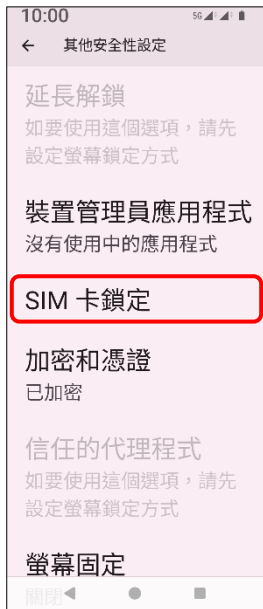 10:00 5G
其他安全性設定
延長解鎖
如要使用這個選項，請先
設定螢幕鎖定方式
裝置管理員應用程式
沒有使用中的應用程式
SIM 卡鎖定
加密和憑證
已加密
信任的代理程式
如要使用這個選項，請先
設定螢幕鎖定方式
螢幕固定
關閉